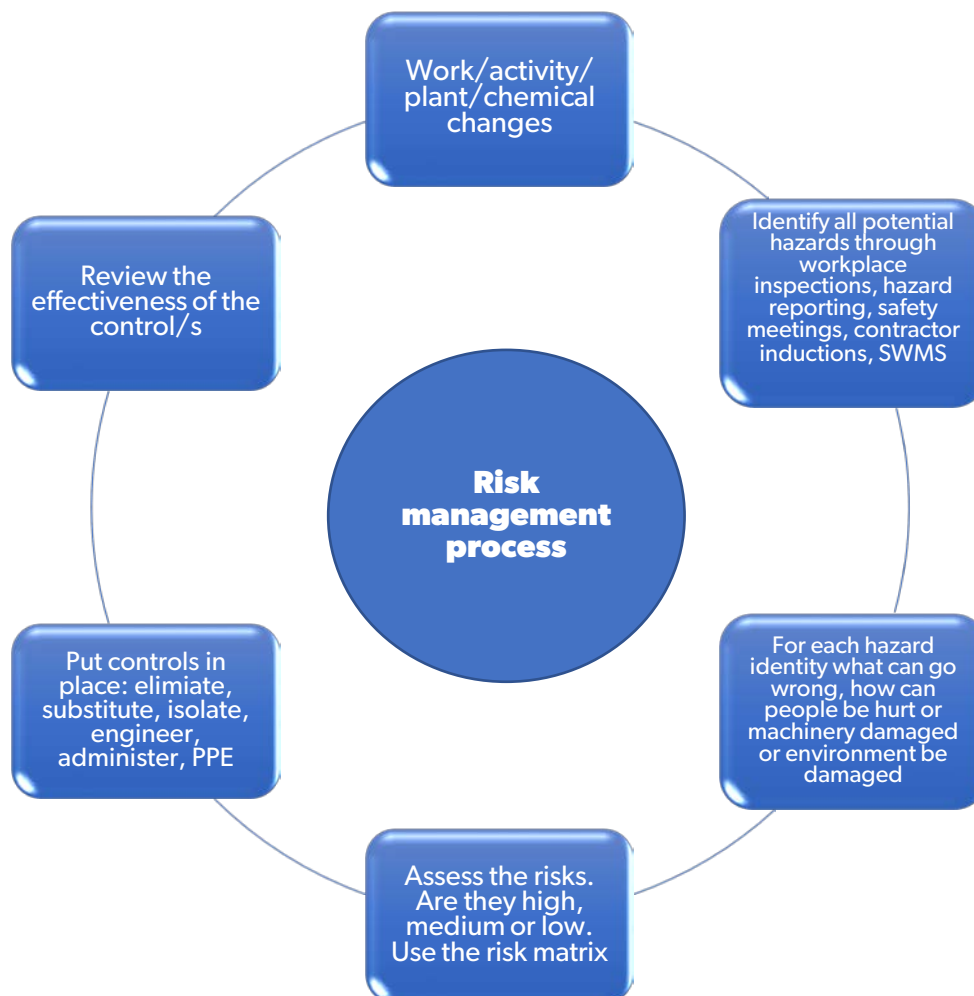 Work/activity/
plant/chemical
changes
Identify all potential
hazards through
workplace
inspections, hazard
reporting, safety
meetings, contractor
inductions, SWMS
For each hazard
identity what can go
wrong, how can
people be hurt or
machinery damaged
or environment be
damaged
Assess the risks.
Are they high,
medium or low.
Use the risk matrix
Put controls in
place: elimiate,
substitute, isolate,
engineer,
administer, PPE
Review the
effectiveness of the
control/s
Risk
management
process